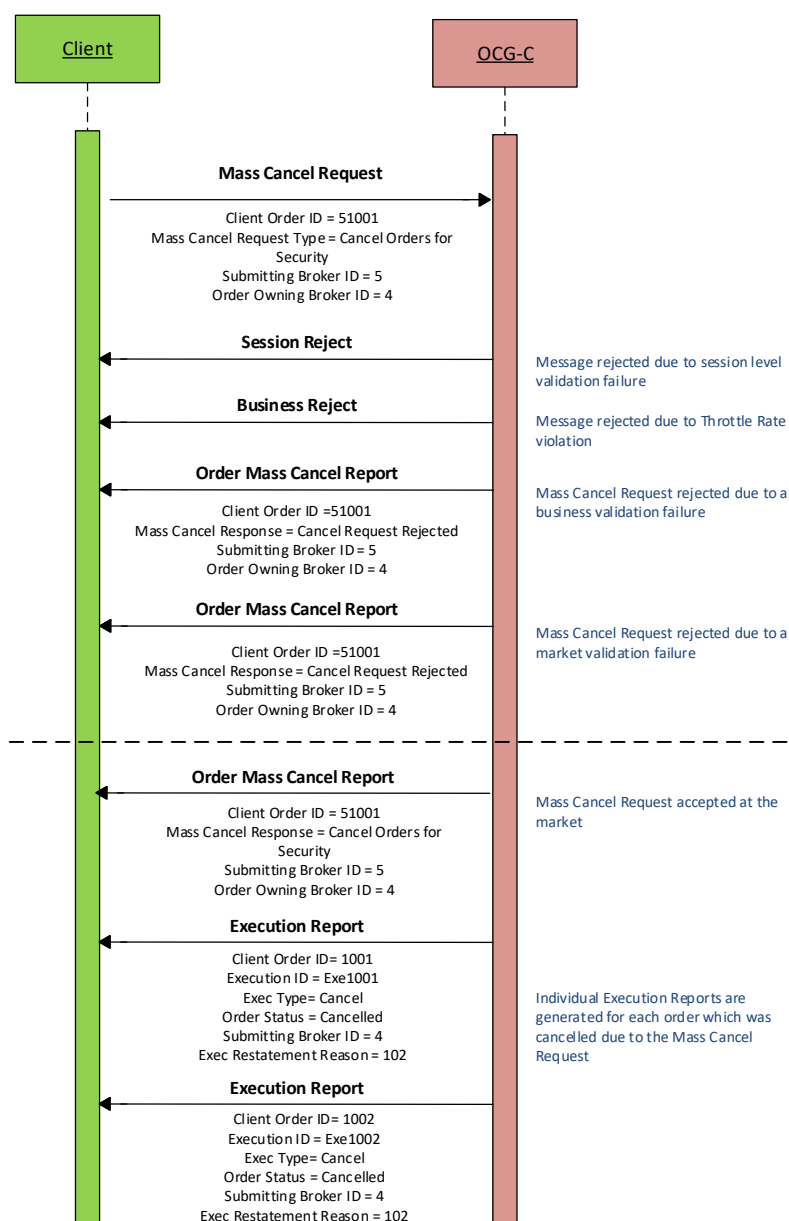 Client
OCG-C
Mass Cancel Request
Client Order ID = 51001
Mass Cancel Request Type = Cancel Orders for
Security
Submitting Broker ID = 5
Order Owning Broker ID = 4
Session Reject
Message rejected due to session level
validation failure
Business Reject
Message rejected due to Throttle Rate
violation
Order Mass Cancel Report
Mass Cancel Request rejected due to a
business validation failure
Client Order ID =51001
Mass Cancel Response = Cancel Request Rejected
Submitting Broker ID = 5
Order Owning Broker ID = 4
Order Mass Cancel Report
Mass Cancel Request rejected due to a
market validation failure
Client Order ID =51001
Mass Cancel Response = Cancel Request Rejected
Submitting Broker ID = 5
Order Owning Broker ID = 4
Order Mass Cancel Report
Mass Cancel Request accepted at the
market
Client Order ID = 51001
Mass Cancel Response = Cancel Orders for
Security
Submitting Broker ID = 5
Order Owning Broker ID = 4
Execution Report
Client Order ID= 1001
Execution ID = Exe1001
Exec Type= Cancel
Order Status = Cancelled
Submitting Broker ID = 4
Exec Restatement Reason = 102
Individual Execution Reports are
generated for each order which was
cancelled due to the Mass Cancel
Request
Execution Report
Client Order ID= 1002
Execution ID = Exe1002
Exec Type= Cancel
Order Status = Cancelled
Submitting Broker ID = 4
Exec Restatement Reason = 102